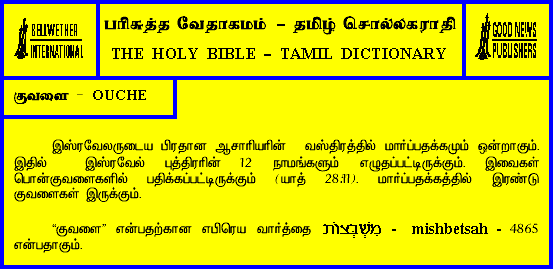 BELLWETHER
INTERNATIONAL
பரிசுத்த வேதாகமம் – தமிழ் சொல்லகராதி
THE HOLY BIBLE – TAMIL DICTIONARY
GOOD NEWS
PUBLISHERS
குவளை - OUCHE
இஸ்ரவேலருடைய பிரதான ஆசாரியரின் வஸ்திரத்தில் மார்ப்பதக்கமும் ஒன்றாகும்.
இதில் இஸ்ரவேல் புத்திரரின் 12 நாமங்களும் எழுதப்பட்டிருக்கும். இவைகள்
பொன்குவளைகளில் பதிக்கப்பட்டிருக்கும் (யாத் 28:11). மார்ப்பதக்கத்தில் இரண்டு
குவளைகள் இருக்கும்.
“குவளை” என்பதற்கான எபிரெய வார்த்தை מִשְׁבְּצוֹת - mishbetsah - 4865
என்பதாகும்.